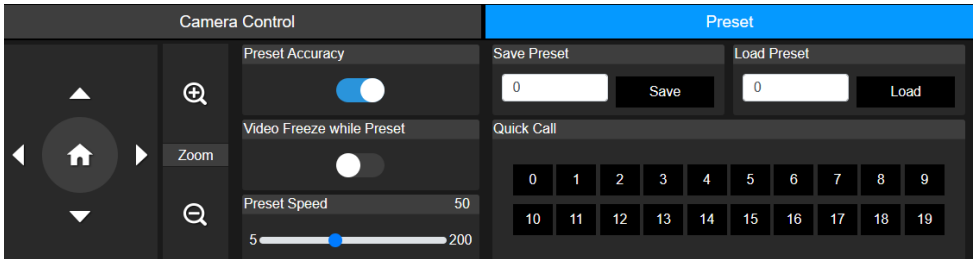 Camera Control
Preset
Preset Accuracy
Save Preset
Load Preset
0
Save
0
Load
Video Freeze while Preset
Quick Call
Zoom
0 1 2 3 4 5 6 7 8 9
Preset Speed 50
10 11 12 13 14 15 16 17 18 19
5 200